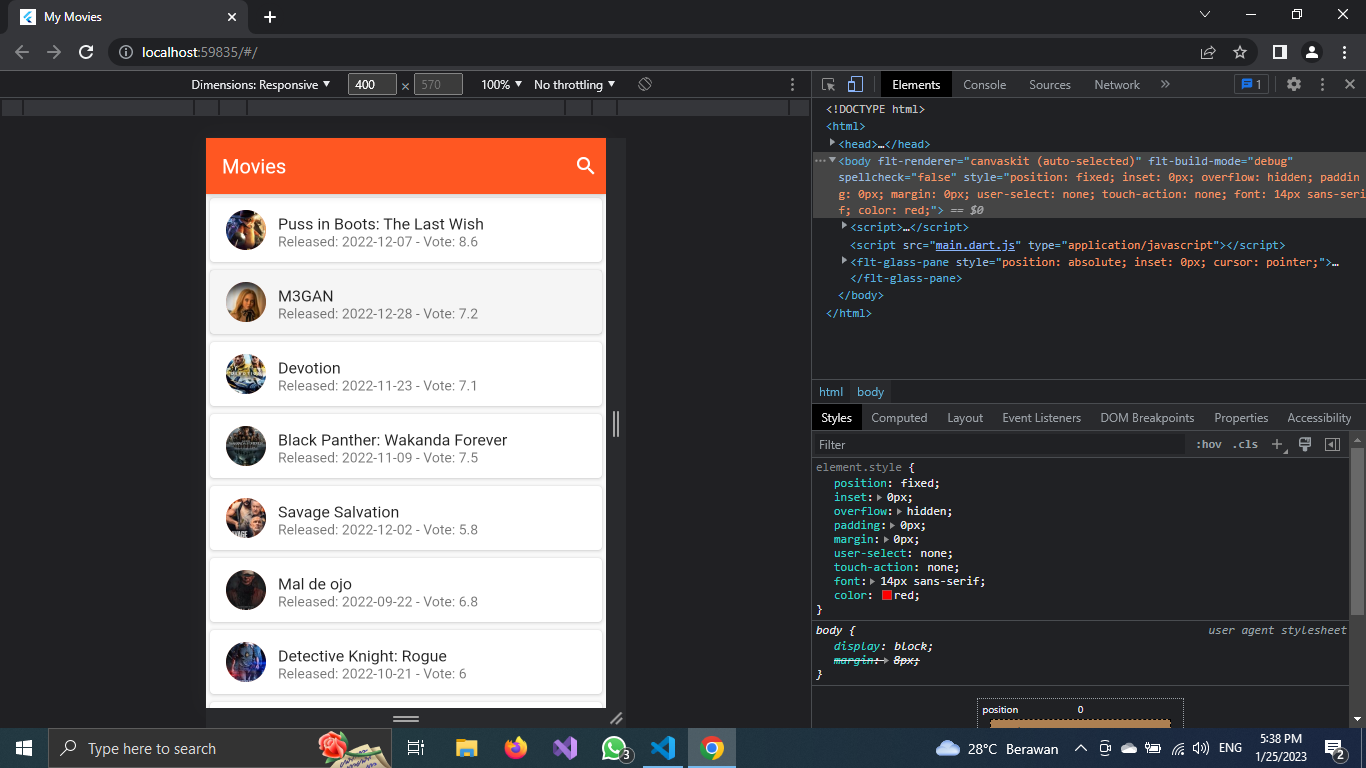 My Movies
localhost:59835/#/
Dimensions: Responsive
400 × 570
100%
No throttling
Movies
Puss in Boots: The Last Wish
Released: 2022-12-07 - Vote: 8.6
M3GAN
Released: 2022-12-28 - Vote: 7.2
Devotion
Released: 2022-11-23 - Vote: 7.1
Black Panther: Wakanda Forever
Released: 2022-11-09 - Vote: 7.5
Savage Salvation
Released: 2022-12-02 - Vote: 5.8
Mal de ojo
Released: 2022-09-22 - Vote: 6.8
Detective Knight: Rogue
Released: 2022-10-21 - Vote: 6
Elements Console Sources Network » 1
<!DOCTYPE html>
<html>
<head>…</head>
<body flt-renderer="canvaskit (auto-selected)" flt-build-mode="debug"
spellcheck="false" style="position: fixed; inset: 0px; overflow: hidden; paddin
g: 0px; margin: 0px; user-select: none; touch-action: none; font: 14px sans-seri
f; color: red;"> == $0
<script>…</script>
<script src="main.dart.js" type="application/javascript"></script>
<flt-glass-pane style="position: absolute; inset: 0px; cursor: pointer;">…
</flt-glass-pane>
</body>
</html>
html body
Styles Computed Layout Event Listeners DOM Breakpoints Properties Accessibility
Filter :hov .cls
element.style {
position: fixed;
inset: 0px;
overflow: hidden;
padding: 0px;
margin: 0px;
user-select: none;
touch-action: none;
font: 14px sans-serif;
color: red;
}
body { user agent stylesheet
display: block;
margin: 8px;
}
position 0
Type here to search
3
28°C Berawan
ENG
5:38 PM
1/25/2023
2